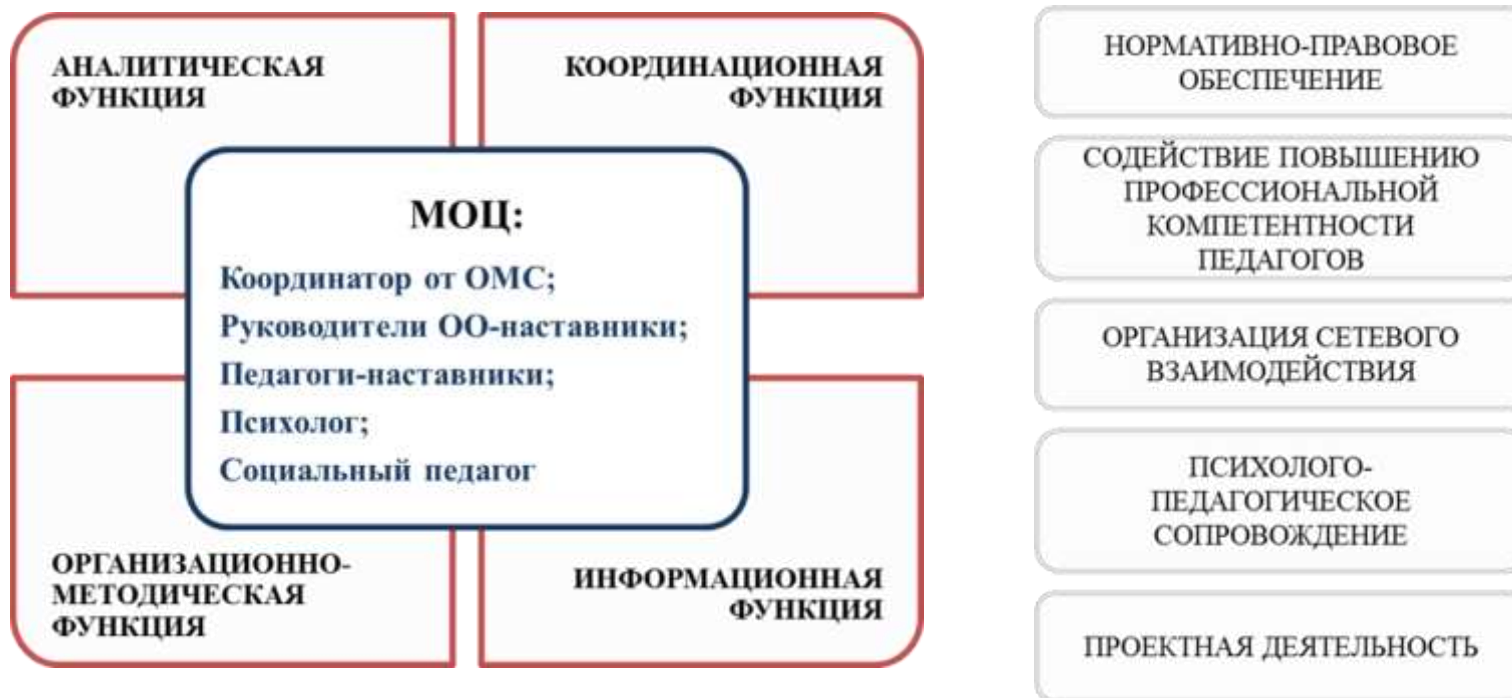 АНАЛИТИЧЕСКАЯ
ФУНКЦИЯ
КООРДИНАЦИОННАЯ
ФУНКЦИЯ
МОЦ:
Координатор от ОМС;
Руководители ОО-наставники;
Педагоги-наставники;
Психолог;
Социальный педагог
ОРГАНИЗАЦИОННО-
МЕТОДИЧЕСКАЯ
ФУНКЦИЯ
ИНФОРМАЦИОННАЯ
ФУНКЦИЯ
НОРМАТИВНО-ПРАВОВОЕ
ОБЕСПЕЧЕНИЕ
СОДЕЙСТВИЕ ПОВЫШЕНИЮ
ПРОФЕССИОНАЛЬНОЙ
КОМПЕТЕНТНОСТИ
ПЕДАГОГОВ
ОРГАНИЗАЦИЯ СЕТЕВОГО
ВЗАИМОДЕЙСТВИЯ
ПСИХОЛОГО-
ПЕДАГОГИЧЕСКОЕ
СОПРОВОЖДЕНИЕ
ПРОЕКТНАЯ ДЕЯТЕЛЬНОСТЬ